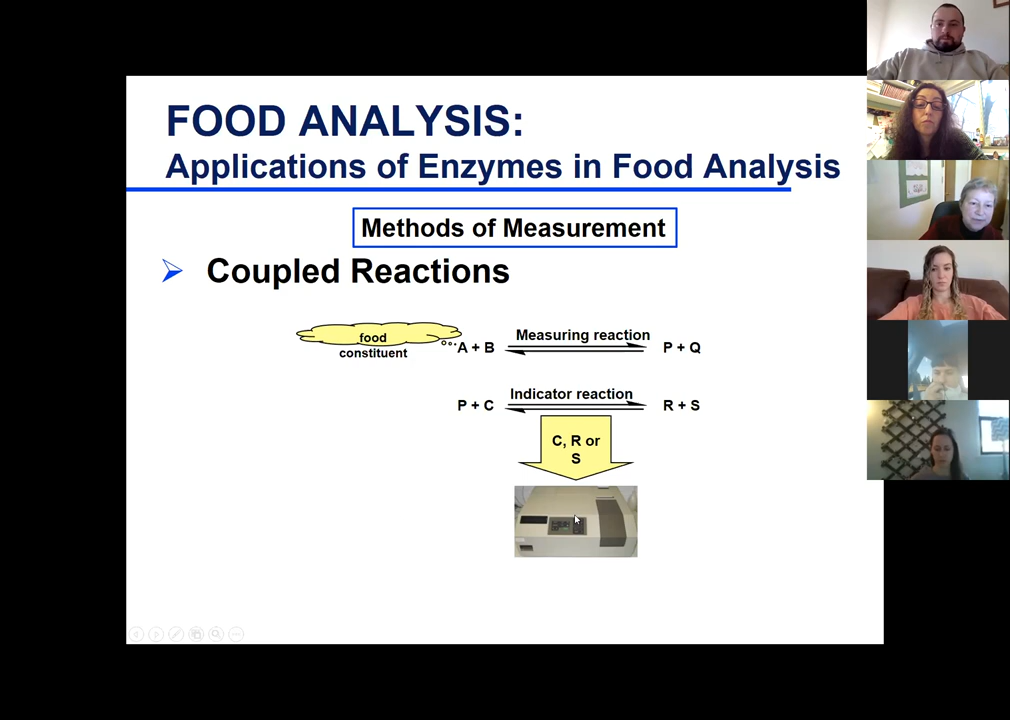 FOOD ANALYSIS:
Applications of Enzymes in Food Analysis
Methods of Measurement
Coupled Reactions
food
constituent
A + B
Measuring reaction
P + Q
P + C
Indicator reaction
R + S
C, R or
S